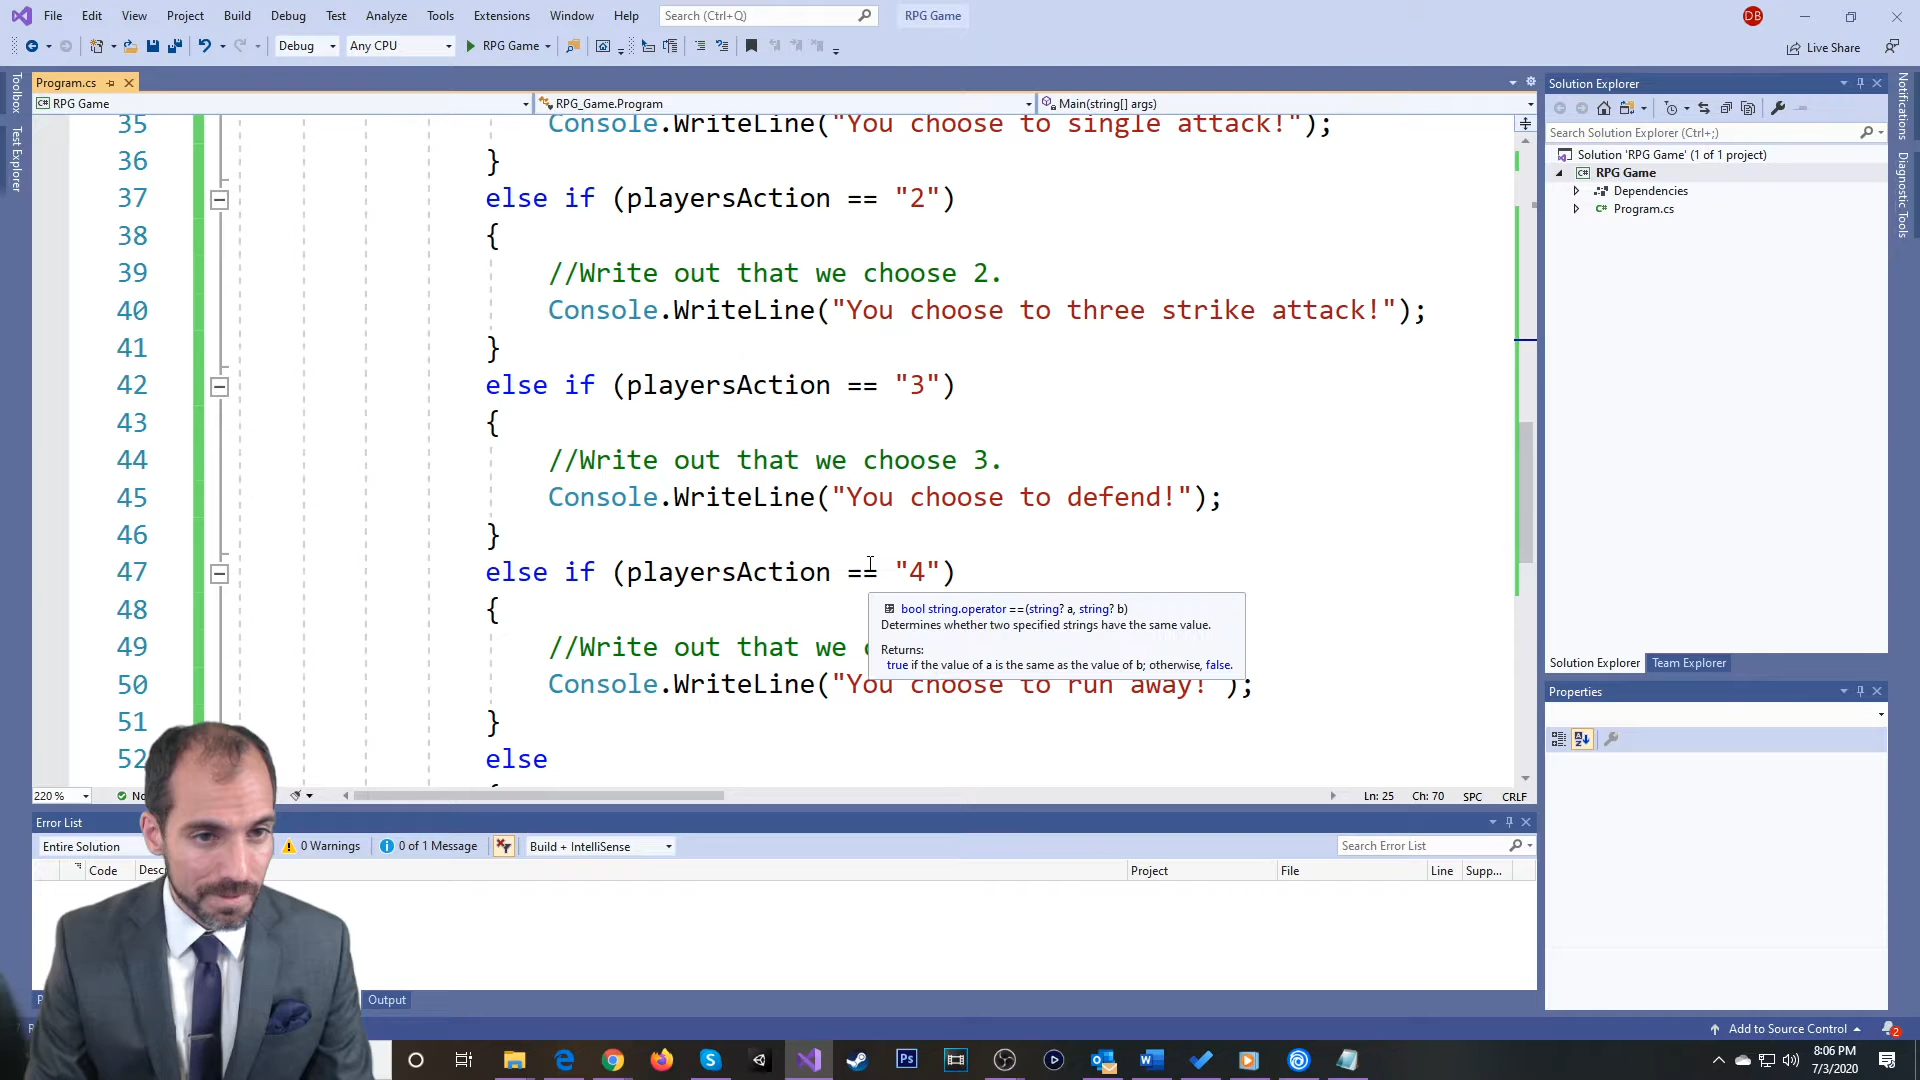 File Edit View Project Build Debug Test Analyze Tools Extensions Window Help Search (Ctrl+Q) RPG Game DB
Debug Any CPU RPG Game Live Share
Toolbox
Test Explorer
Program.cs
RPG Game RPG_Game.Program Main(string[] args)
35 Console.WriteLine("You choose to single attack!");
36 }
37 else if (playersAction == "2")
38 {
39 //Write out that we choose 2.
40 Console.WriteLine("You choose to three strike attack!");
41 }
42 else if (playersAction == "3")
43 {
44 //Write out that we choose 3.
45 Console.WriteLine("You choose to defend!");
46 }
47 else if (playersAction == "4")
48 {
bool string.operator ==(string? a, string? b)
Determines whether two specified strings have the same value.
Returns:
true if the value of a is the same as the value of b; otherwise, false.
49 //Write out that we
50 Console.WriteLine("You choose to run away! );
51 }
52 else
220 % No Ln: 25 Ch: 70 SPC CRLF
Error List
Entire Solution 0 Warnings 0 of 1 Message Build + IntelliSense Search Error List
Code Desc Project File Line Supp...
Output
Solution Explorer
Search Solution Explorer (Ctrl+;)
Solution 'RPG Game' (1 of 1 project)
RPG Game
Dependencies
Program.cs
Solution Explorer Team Explorer
Properties
Notifications
Diagnostic Tools
Add to Source Control 2
8:06 PM
7/3/2020